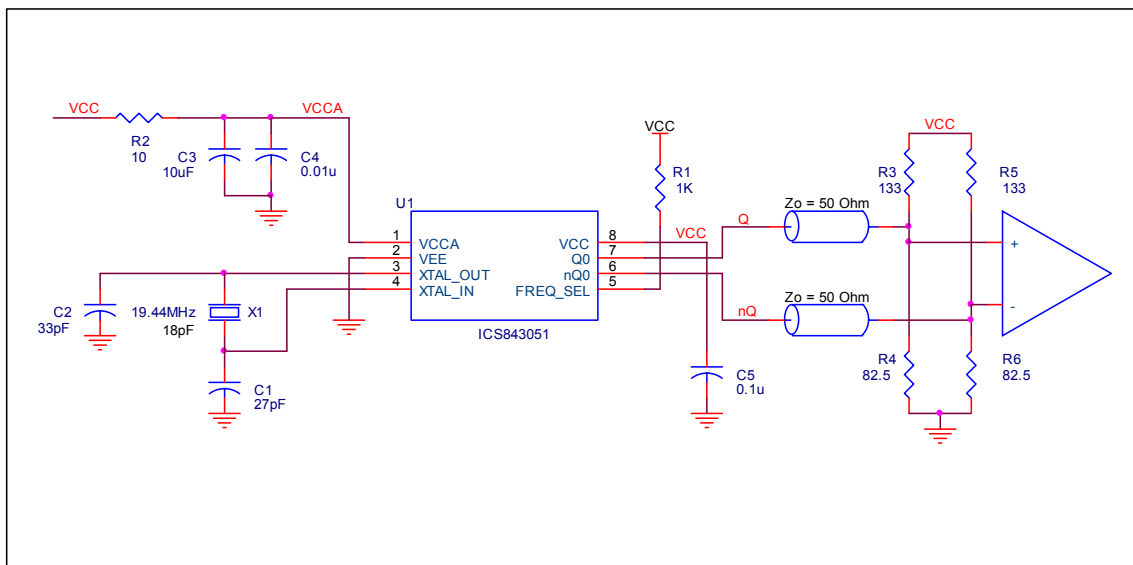 VCC
R2
10
VCCA
C3
10uF
C4
0.01u
VCC
R1
1K
VCC
R3
133
R5
133
U1
1
2
3
4
VCCA
VEE
XTAL_OUT
XTAL_IN
VCC
Q0
nQ0
FREQ_SEL
8
7
6
5
ICS843051
VCC
Q
Zo = 50 Ohm
nQ
Zo = 50 Ohm
+
-
C2
33pF
19.44MHz
18pF
X1
C1
27pF
C5
0.1u
R4
82.5
R6
82.5